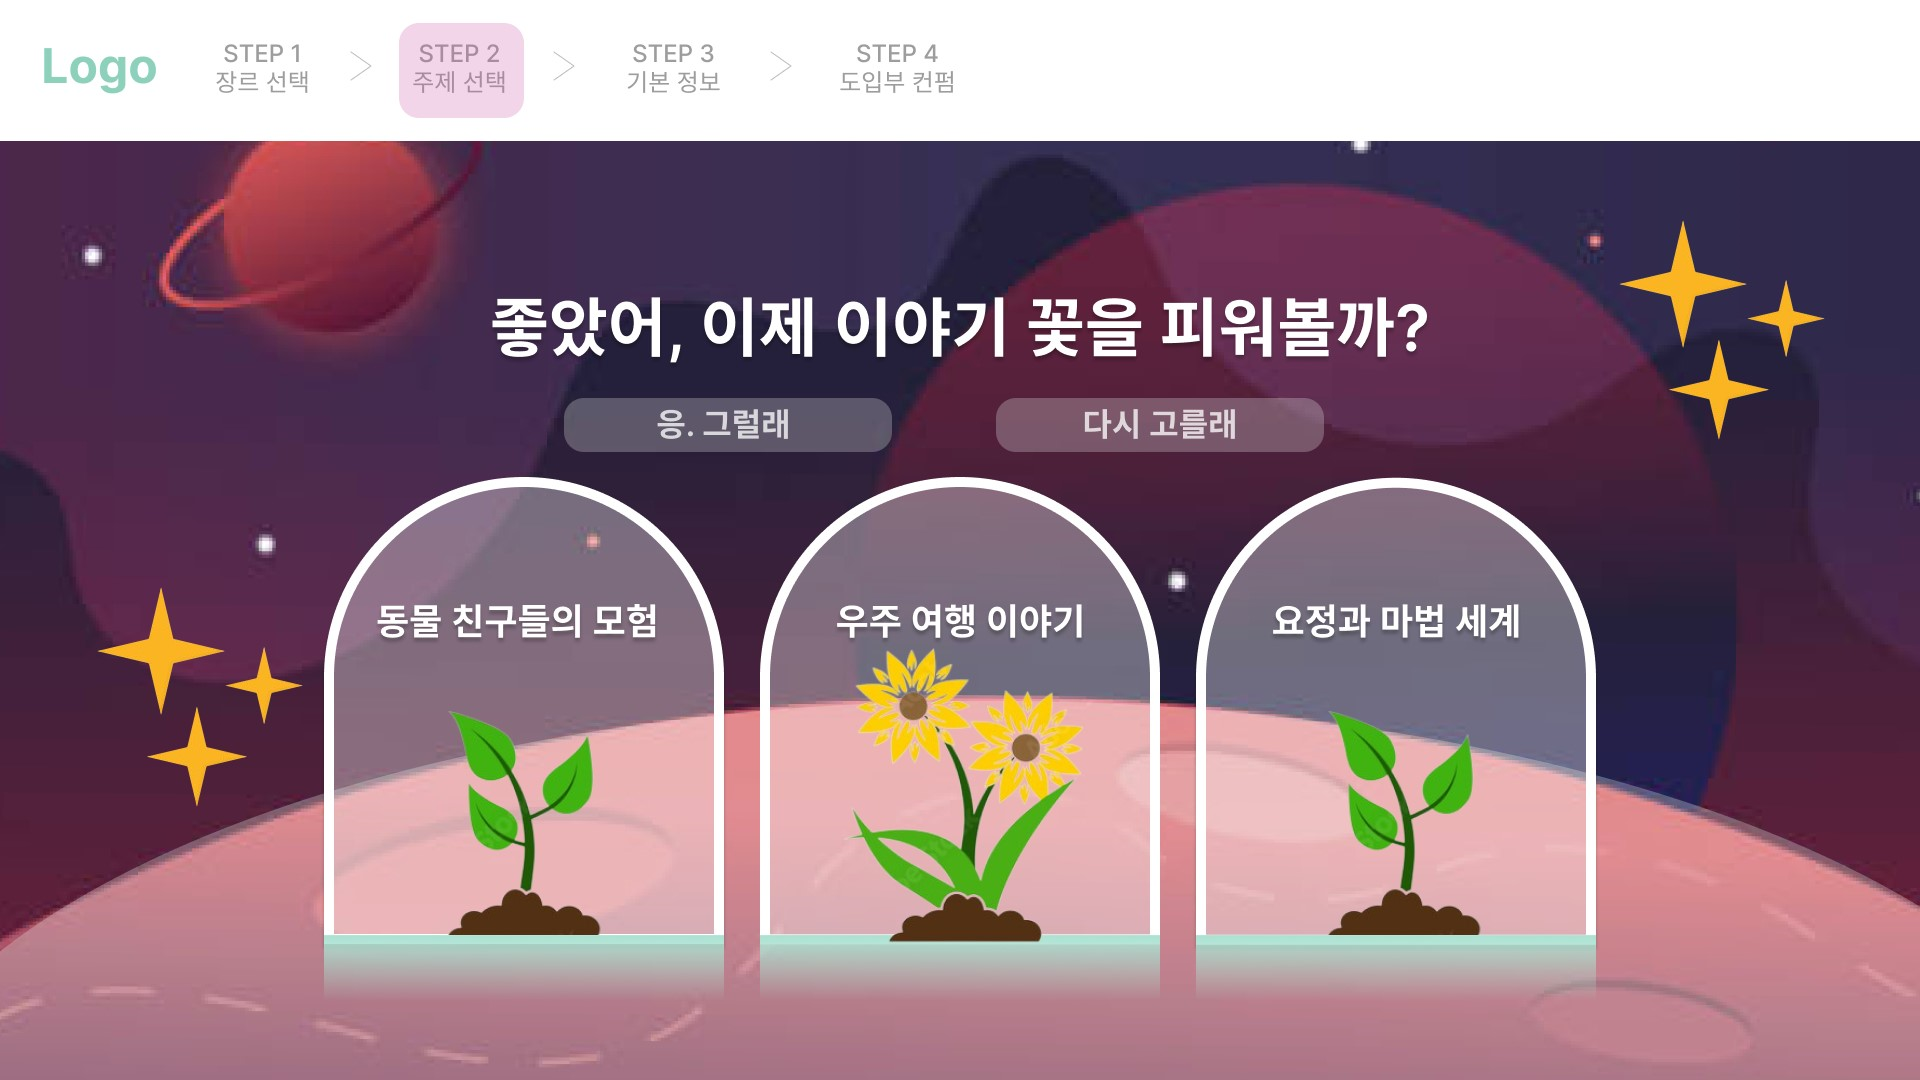 Logo
STEP 1
장르 선택
STEP 2
주제 선택
STEP 3
기본 정보
STEP 4
도입부 컨펌
좋았어, 이제 이야기 꽃을 피워볼까?
응. 그럴래
다시 고를래
동물 친구들의 모험
우주 여행 이야기
요정과 마법 세계